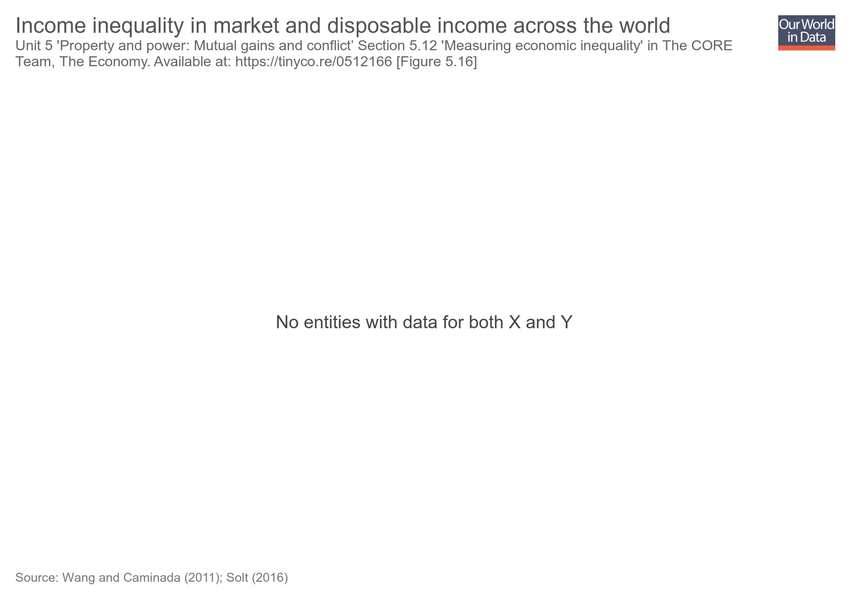 Income inequality in market and disposable income across the world
Our World
in Data
Unit 5 'Property and power: Mutual gains and conflict' Section 5.12 'Measuring economic inequality' in The CORE
Team, The Economy. Available at: https://tinyco.re/0512166 [Figure 5.16]
No entities with data for both X and Y
Source: Wang and Caminada (2011); Solt (2016)